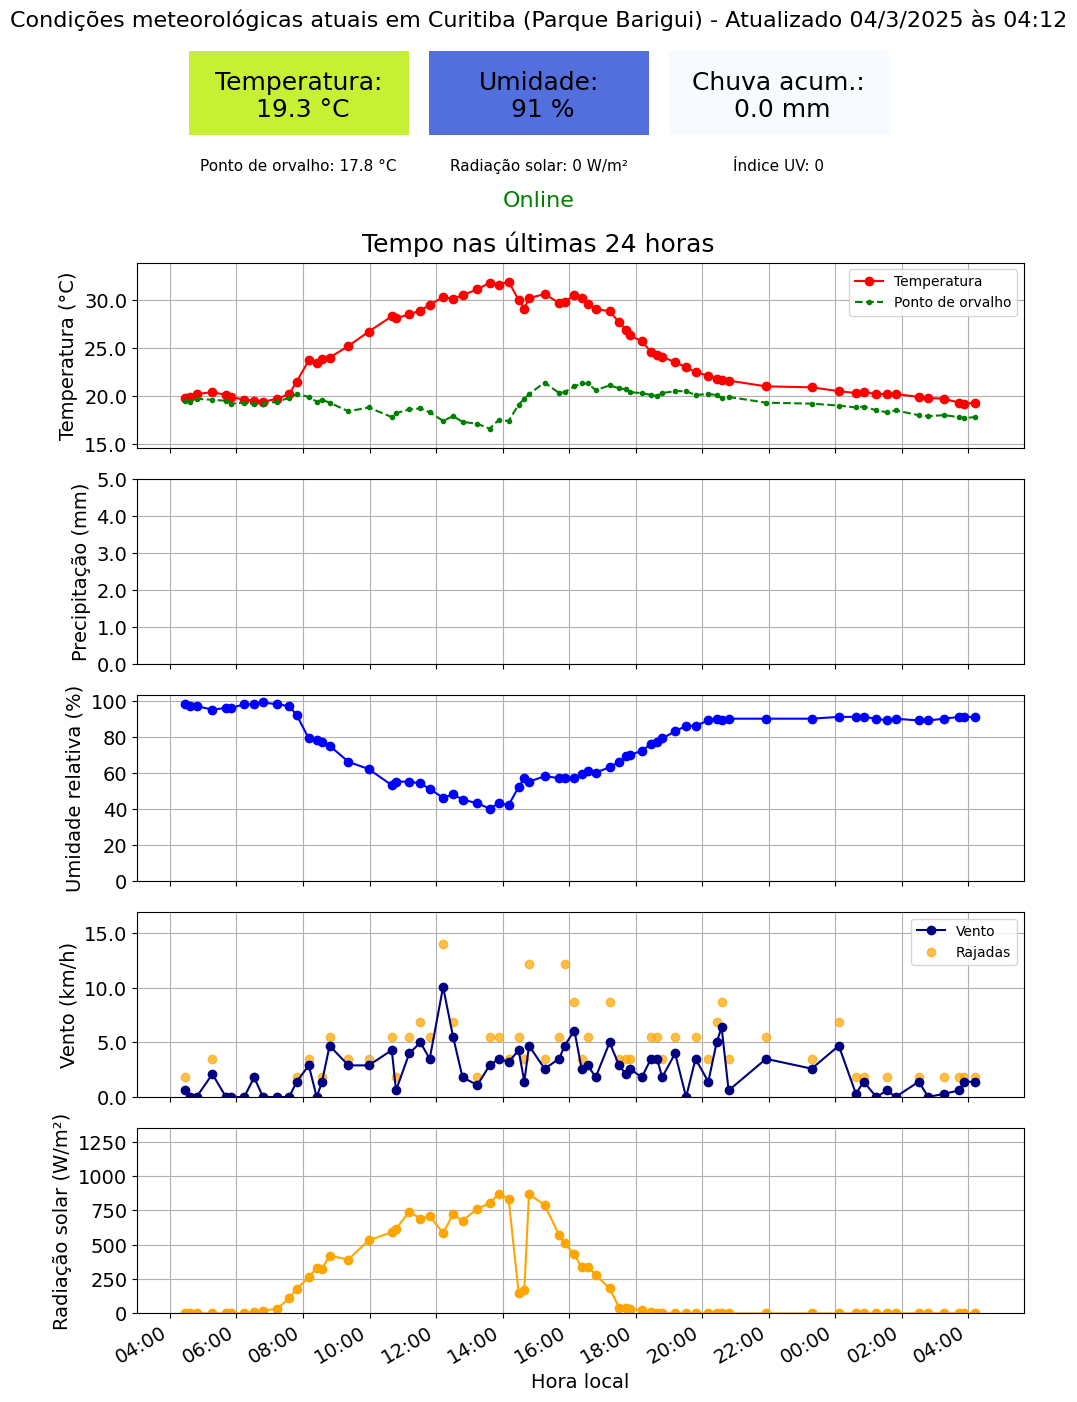 Condições meteorológicas atuais em Curitiba (Parque Barigui) - Atualizado 04/3/2025 às 04:12
Temperatura:
19.3 °C
Umidade:
91 %
Chuva acum.:
0.0 mm
Ponto de orvalho: 17.8 °C
Radiação solar: 0 W/m²
Índice UV: 0
Online
Tempo nas últimas 24 horas
Temperatura (°C)
30.0
25.0
20.0
15.0
Temperatura
Ponto de orvalho
Precipitação (mm)
5.0
4.0
3.0
2.0
1.0
0.0
Umidade relativa (%)
100
80
60
40
20
0
Vento (km/h)
15.0
10.0
5.0
0.0
Vento
Rajadas
Radiação solar (W/m²)
1250
1000
750
500
250
0
04:00 06:00 08:00 10:00 12:00 14:00 16:00 18:00 20:00 22:00 00:00 02:00 04:00
Hora local